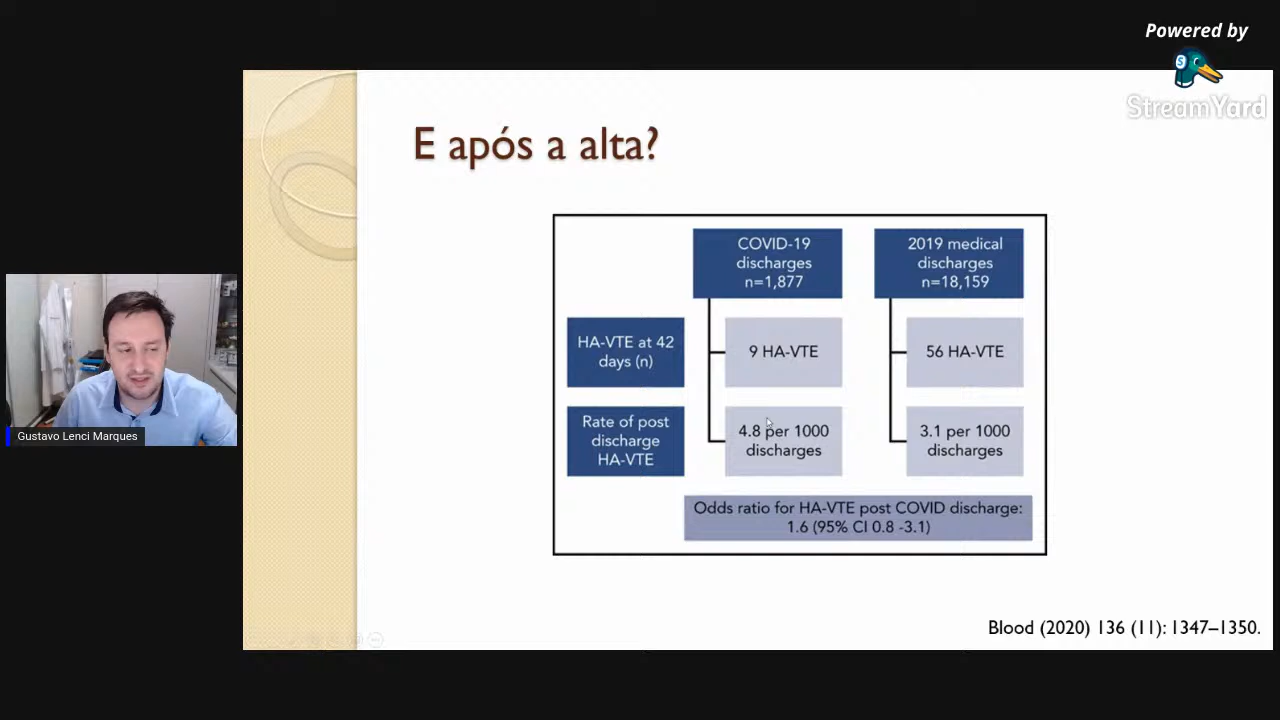 Powered by
StreamYard
E após a alta?
COVID-19
discharges
n=1,877
2019 medical
discharges
n=18,159
HA-VTE at 42
days (n)
9 HA-VTE
56 HA-VTE
Rate of post
discharge
HA-VTE
4.8 per 1000
discharges
3.1 per 1000
discharges
Odds ratio for HA-VTE post COVID discharge:
1.6 (95% CI 0.8 -3.1)
Gustavo Lenci Marques
Blood (2020) 136 (11): 1347–1350.